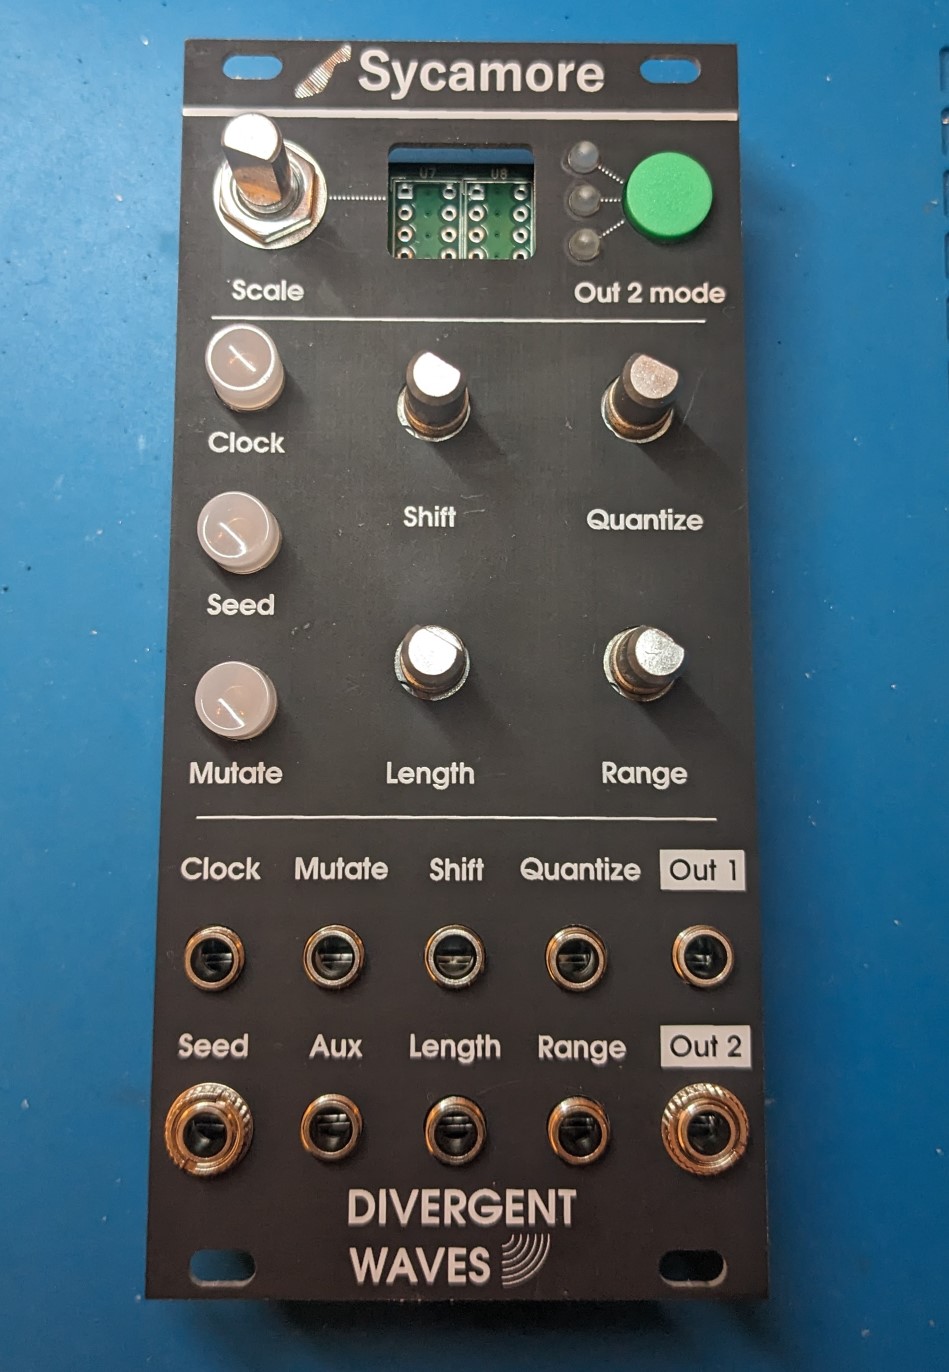 Sycamore
U7 U8
Scale Out 2 mode
Clock
Shift Quantize
Seed
Mutate Length Range
Clock Mutate Shift Quantize Out 1
Seed Aux Length Range Out 2
DIVERGENT
WAVES